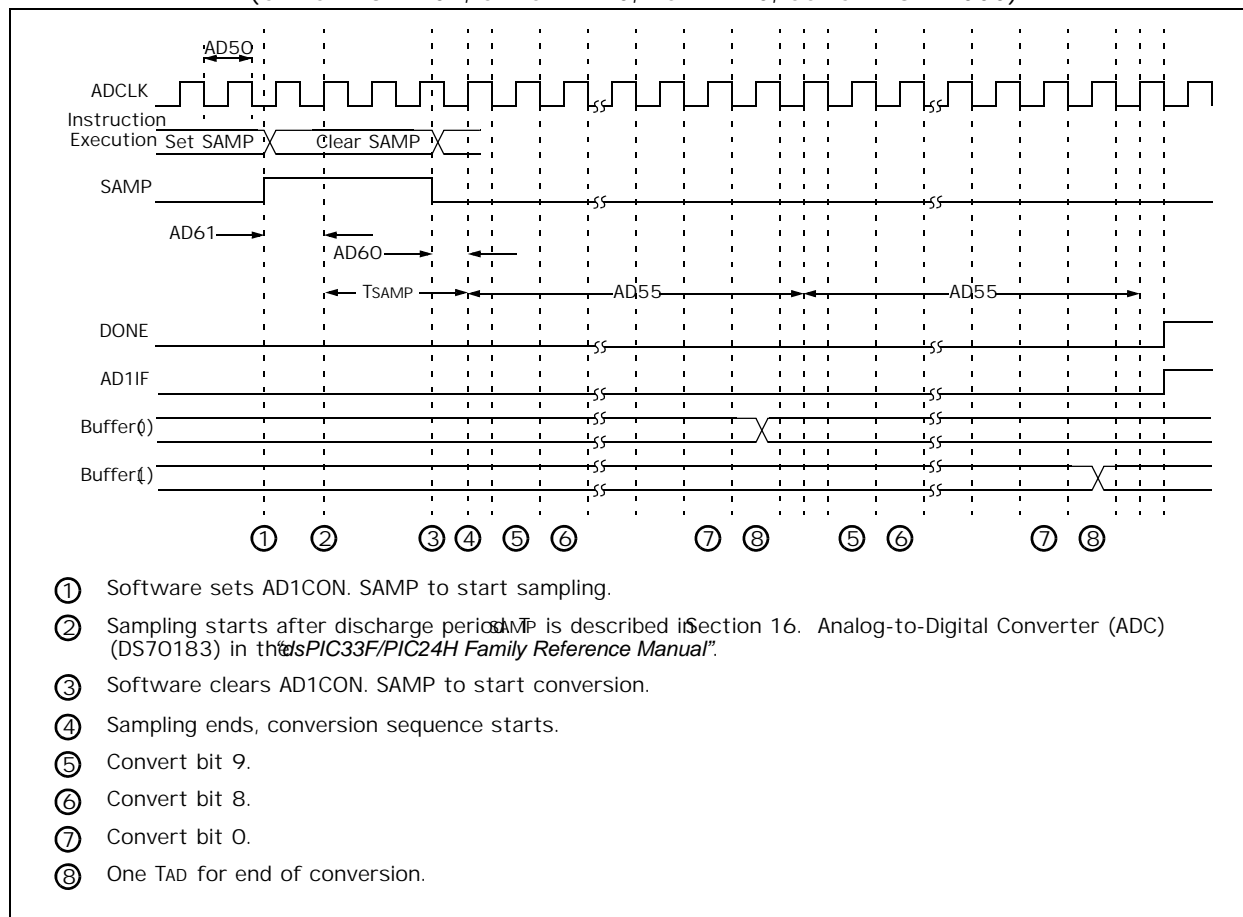 AD50
ADCLK
Instruction
Execution Set SAMP Clear SAMP
SAMP
AD61
AD60
TSAMP AD55 AD55
DONE
AD1IF
Buffer(0)
Buffer(1)
1 2 3 4 5 6 7 8 5 6 7 8
1 Software sets AD1CON. SAMP to start sampling.
2 Sampling starts after discharge period. TSAMP is described in Section 16. Analog-to-Digital Converter (ADC)
(DS70183) in the "dsPIC33F/PIC24H Family Reference Manual".
3 Software clears AD1CON. SAMP to start conversion.
4 Sampling ends, conversion sequence starts.
5 Convert bit 9.
6 Convert bit 8.
7 Convert bit 0.
8 One TAD for end of conversion.